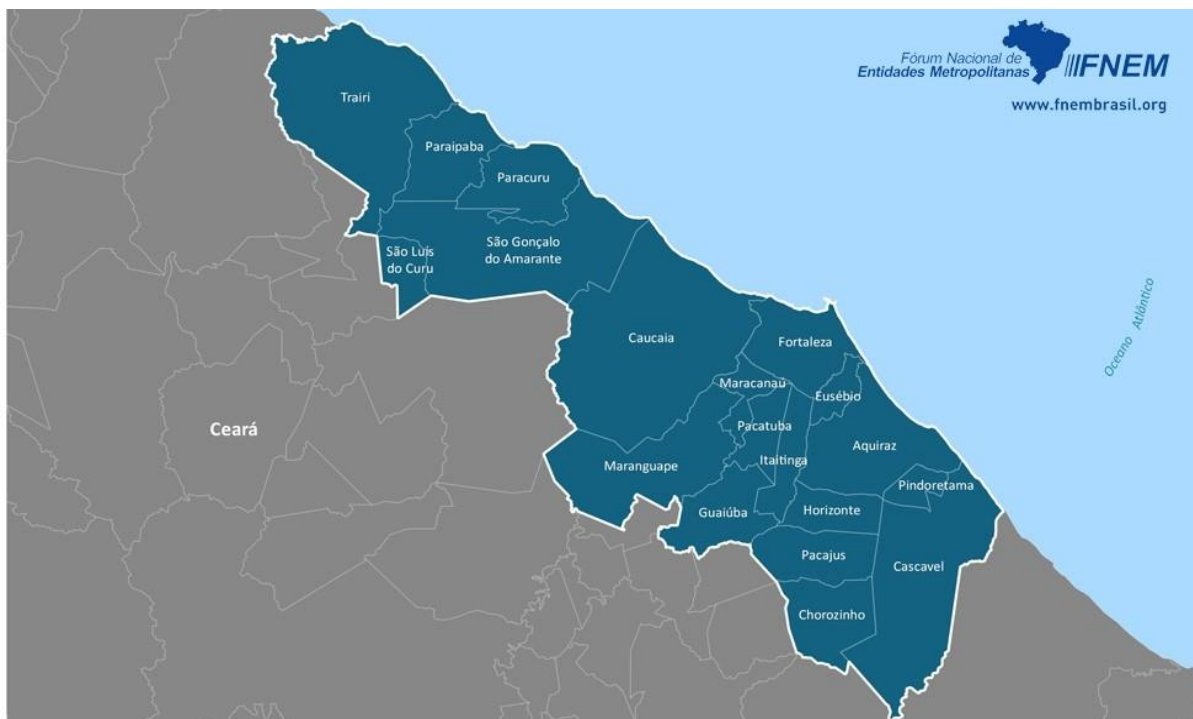 Fórum Nacional de
Entidades Metropolitanas
FNEM
www.fnembrasil.org
Trairi
Paraipaba
Paracuru
São Luís
do Curu
São Gonçalo
do Amarante
Oceano Atlântico
Caucaia
Fortaleza
Maracanaú
Eusébio
Ceará
Pacatuba
Aquiraz
Maranguape
Itaitinga
Pindoretama
Guaiúba
Horizonte
Pacajus
Cascavel
Chorozinho